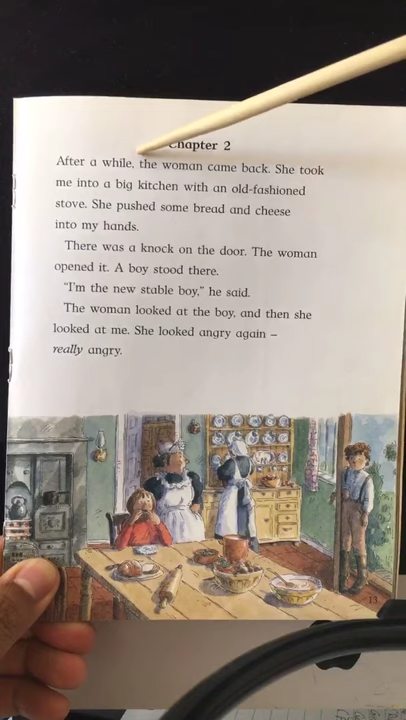 Chapter 2
After a while, the woman came back. She took
me into a big kitchen with an old-fashioned
stove. She pushed some bread and cheese
into my hands.
There was a knock on the door. The woman
opened it. A boy stood there.
“I’m the new stable boy,” he said.
The woman looked at the boy, and then she
looked at me. She looked angry again –
really angry.
13